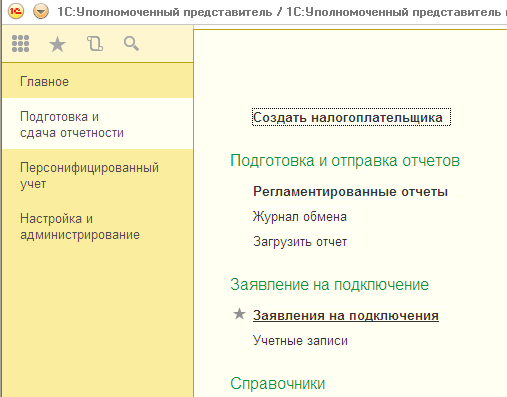 1С:Уполномоченный представитель / 1С:Уполномоченный представитель
Главное
Подготовка и
сдача отчетности
Персонифицированный
учет
Настройка и
администрирование
Создать налогоплательщика
Подготовка и отправка отчетов
Регламентированные отчеты
Журнал обмена
Загрузить отчет
Заявление на подключение
Заявления на подключения
Учетные записи
Справочники